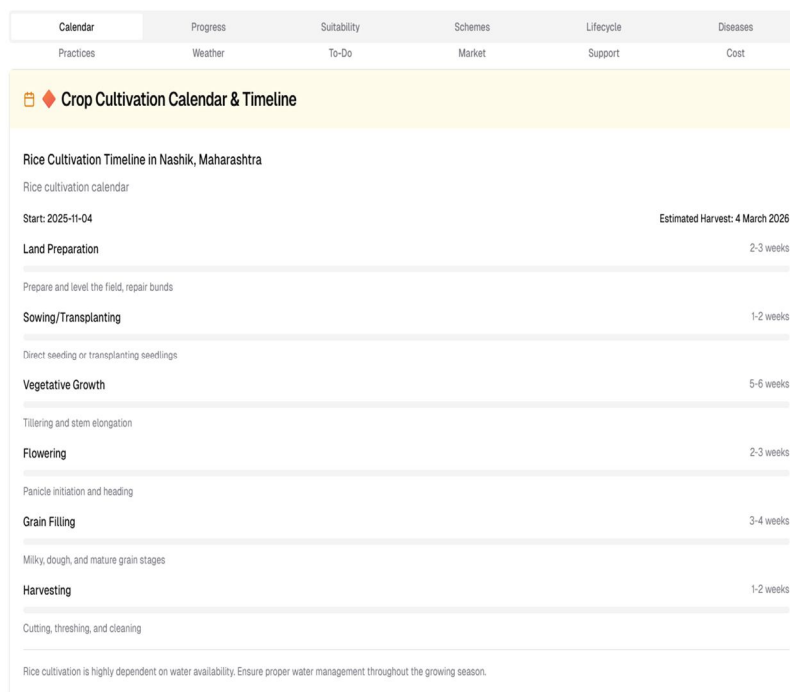 Calendar Progress Suitability Schemes Lifecycle Diseases
Practices Weather To-Do Market Support Cost
Crop Cultivation Calendar & Timeline
Rice Cultivation Timeline in Nashik, Maharashtra
Rice cultivation calendar
Start: 2025-11-04 Estimated Harvest: 4 March 2026
Land Preparation 2-3 weeks
Prepare and level the field, repair bunds
Sowing/Transplanting 1-2 weeks
Direct seeding or transplanting seedlings
Vegetative Growth 5-6 weeks
Tillering and stem elongation
Flowering 2-3 weeks
Panicle initiation and heading
Grain Filling 3-4 weeks
Milky, dough, and mature grain stages
Harvesting 1-2 weeks
Cutting, threshing, and cleaning
Rice cultivation is highly dependent on water availability. Ensure proper water management throughout the growing season.